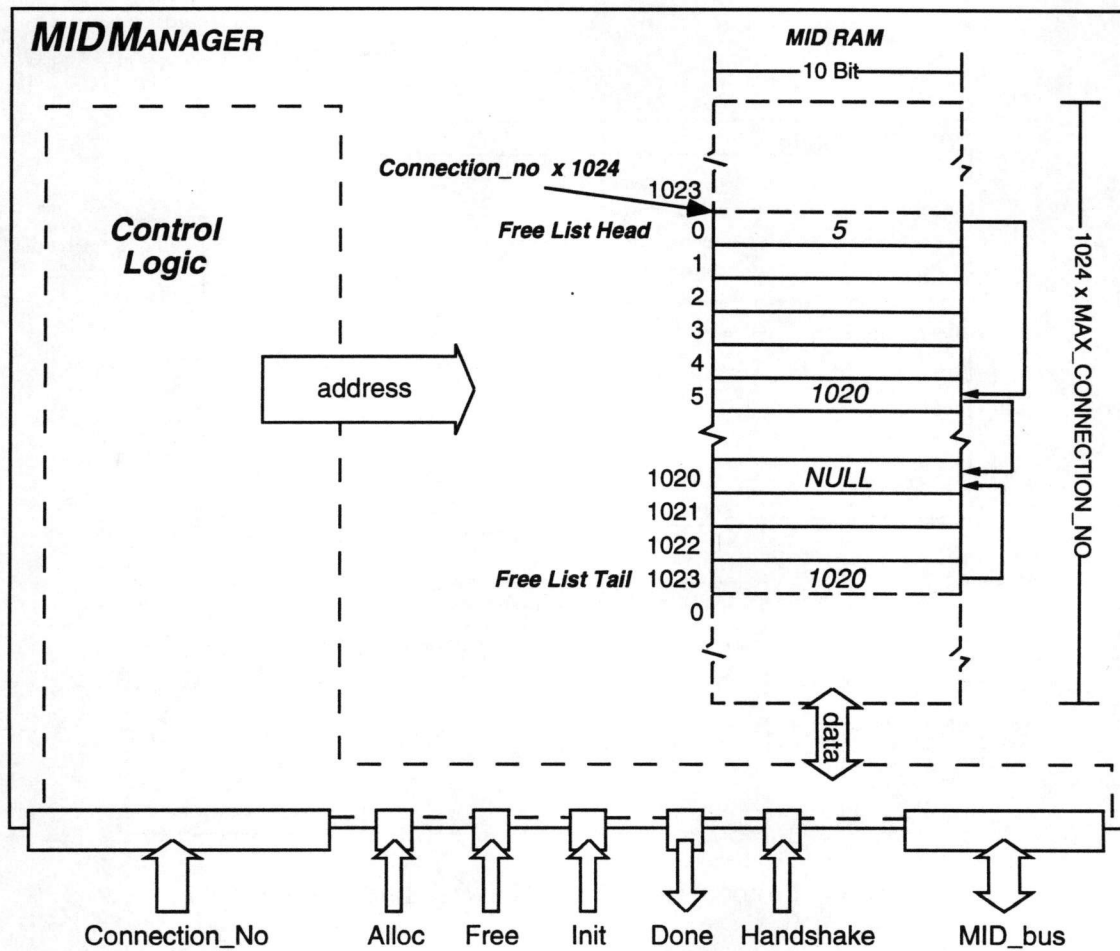 MIDMANAGER
MID RAM
10 Bit
Connection_no x 1024
1023
Control
Logic
Free List Head
0
5
1
2
3
4
5
1020
address
1024 x MAX_CONNECTION_NO
1020
NULL
1021
1022
Free List Tail
1023
1020
0
data
Connection_No
Alloc
Free
Init
Done
Handshake
MID_bus